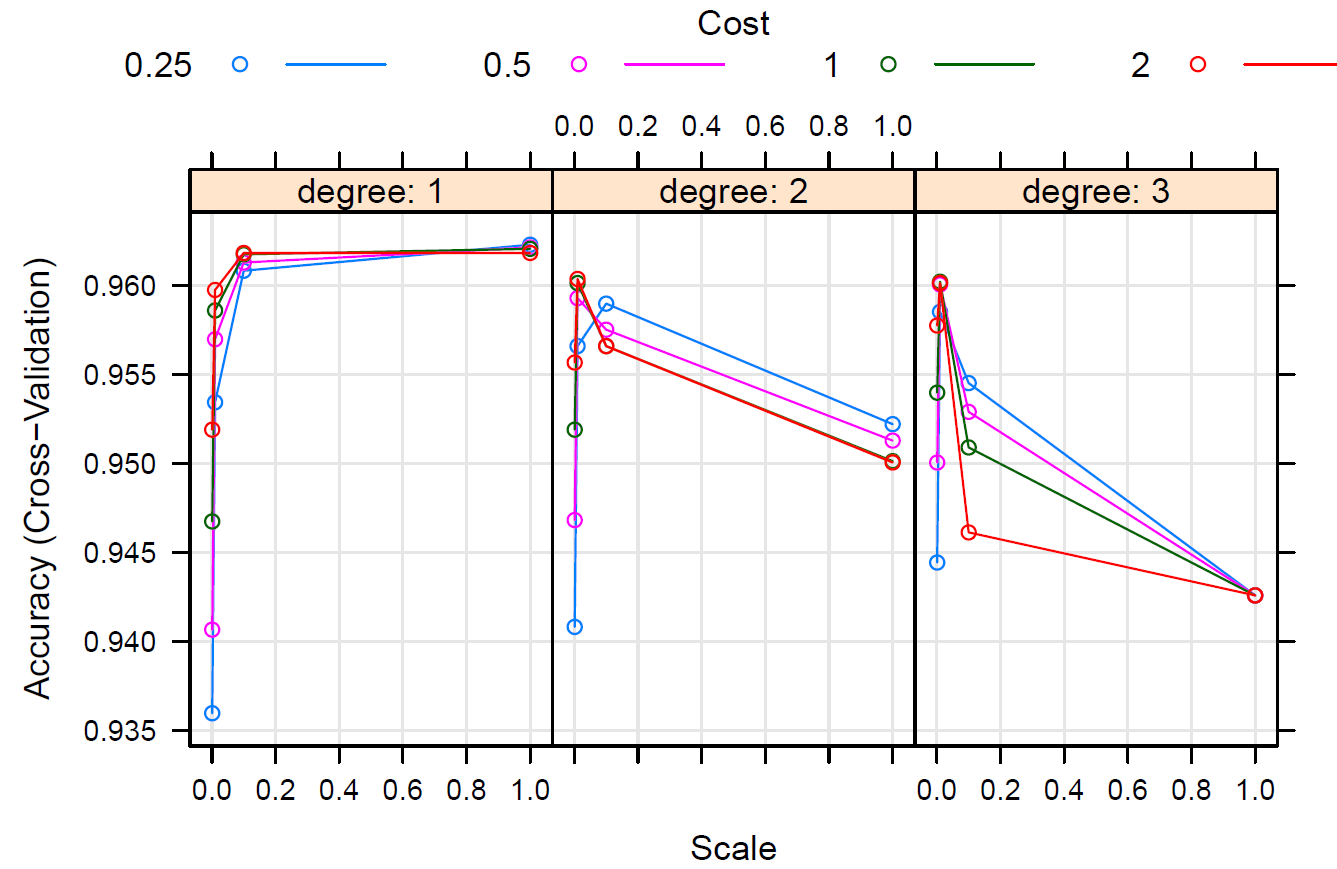 Cost
0.25 0.5 1 2
0.0 0.2 0.4 0.6 0.8 1.0
degree: 1 degree: 2 degree: 3
Accuracy (Cross−Validation)
0.960
0.955
0.950
0.945
0.940
0.935
0.0 0.2 0.4 0.6 0.8 1.0 0.0 0.2 0.4 0.6 0.8 1.0
Scale